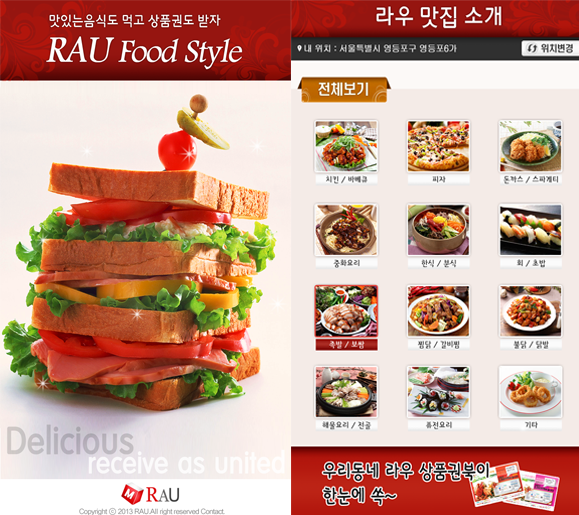 맛있는음식도 먹고 상품권도 받자
RAU Food Style
Delicious
receive as united
RAU
Copyright ⓒ 2013 RAU.All right reserved Contact.
라우 맛집 소개
내 위치 : 서울특별시 영등포구 영등포6가
위치변경
전체보기
치킨 / 바베큐
피자
돈까스 / 스파게티
중화요리
한식 / 분식
회 / 초밥
족발 / 보쌈
찜닭 / 갈비찜
불닭 / 닭발
해물요리 / 전골
퓨전요리
기타
우리동네 라우 상품권북이
한눈에 쏙~